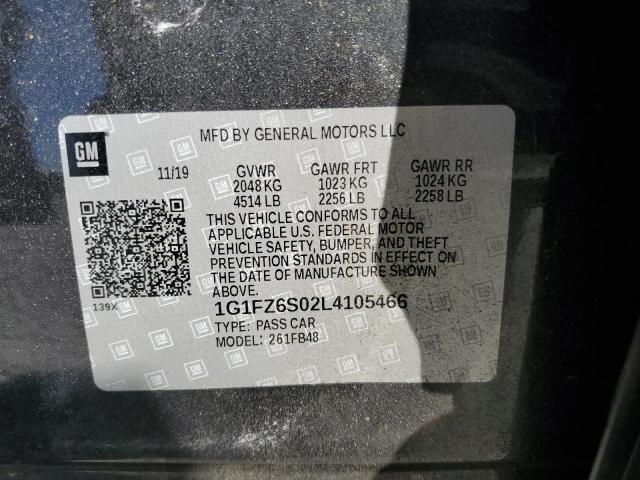 GM
MFD BY GENERAL MOTORS LLC
11/19 GVWR GAWR FRT GAWR RR
2048 KG 1023 KG 1024 KG
4514 LB 2256 LB 2258 LB
THIS VEHICLE CONFORMS TO ALL
APPLICABLE U.S. FEDERAL MOTOR
VEHICLE SAFETY, BUMPER, AND THEFT
PREVENTION STANDARDS IN EFFECT ON
THE DATE OF MANUFACTURE SHOWN
ABOVE.
139X
1G1FZ6S02L4105466
TYPE: PASS CAR
MODEL: 261FB48